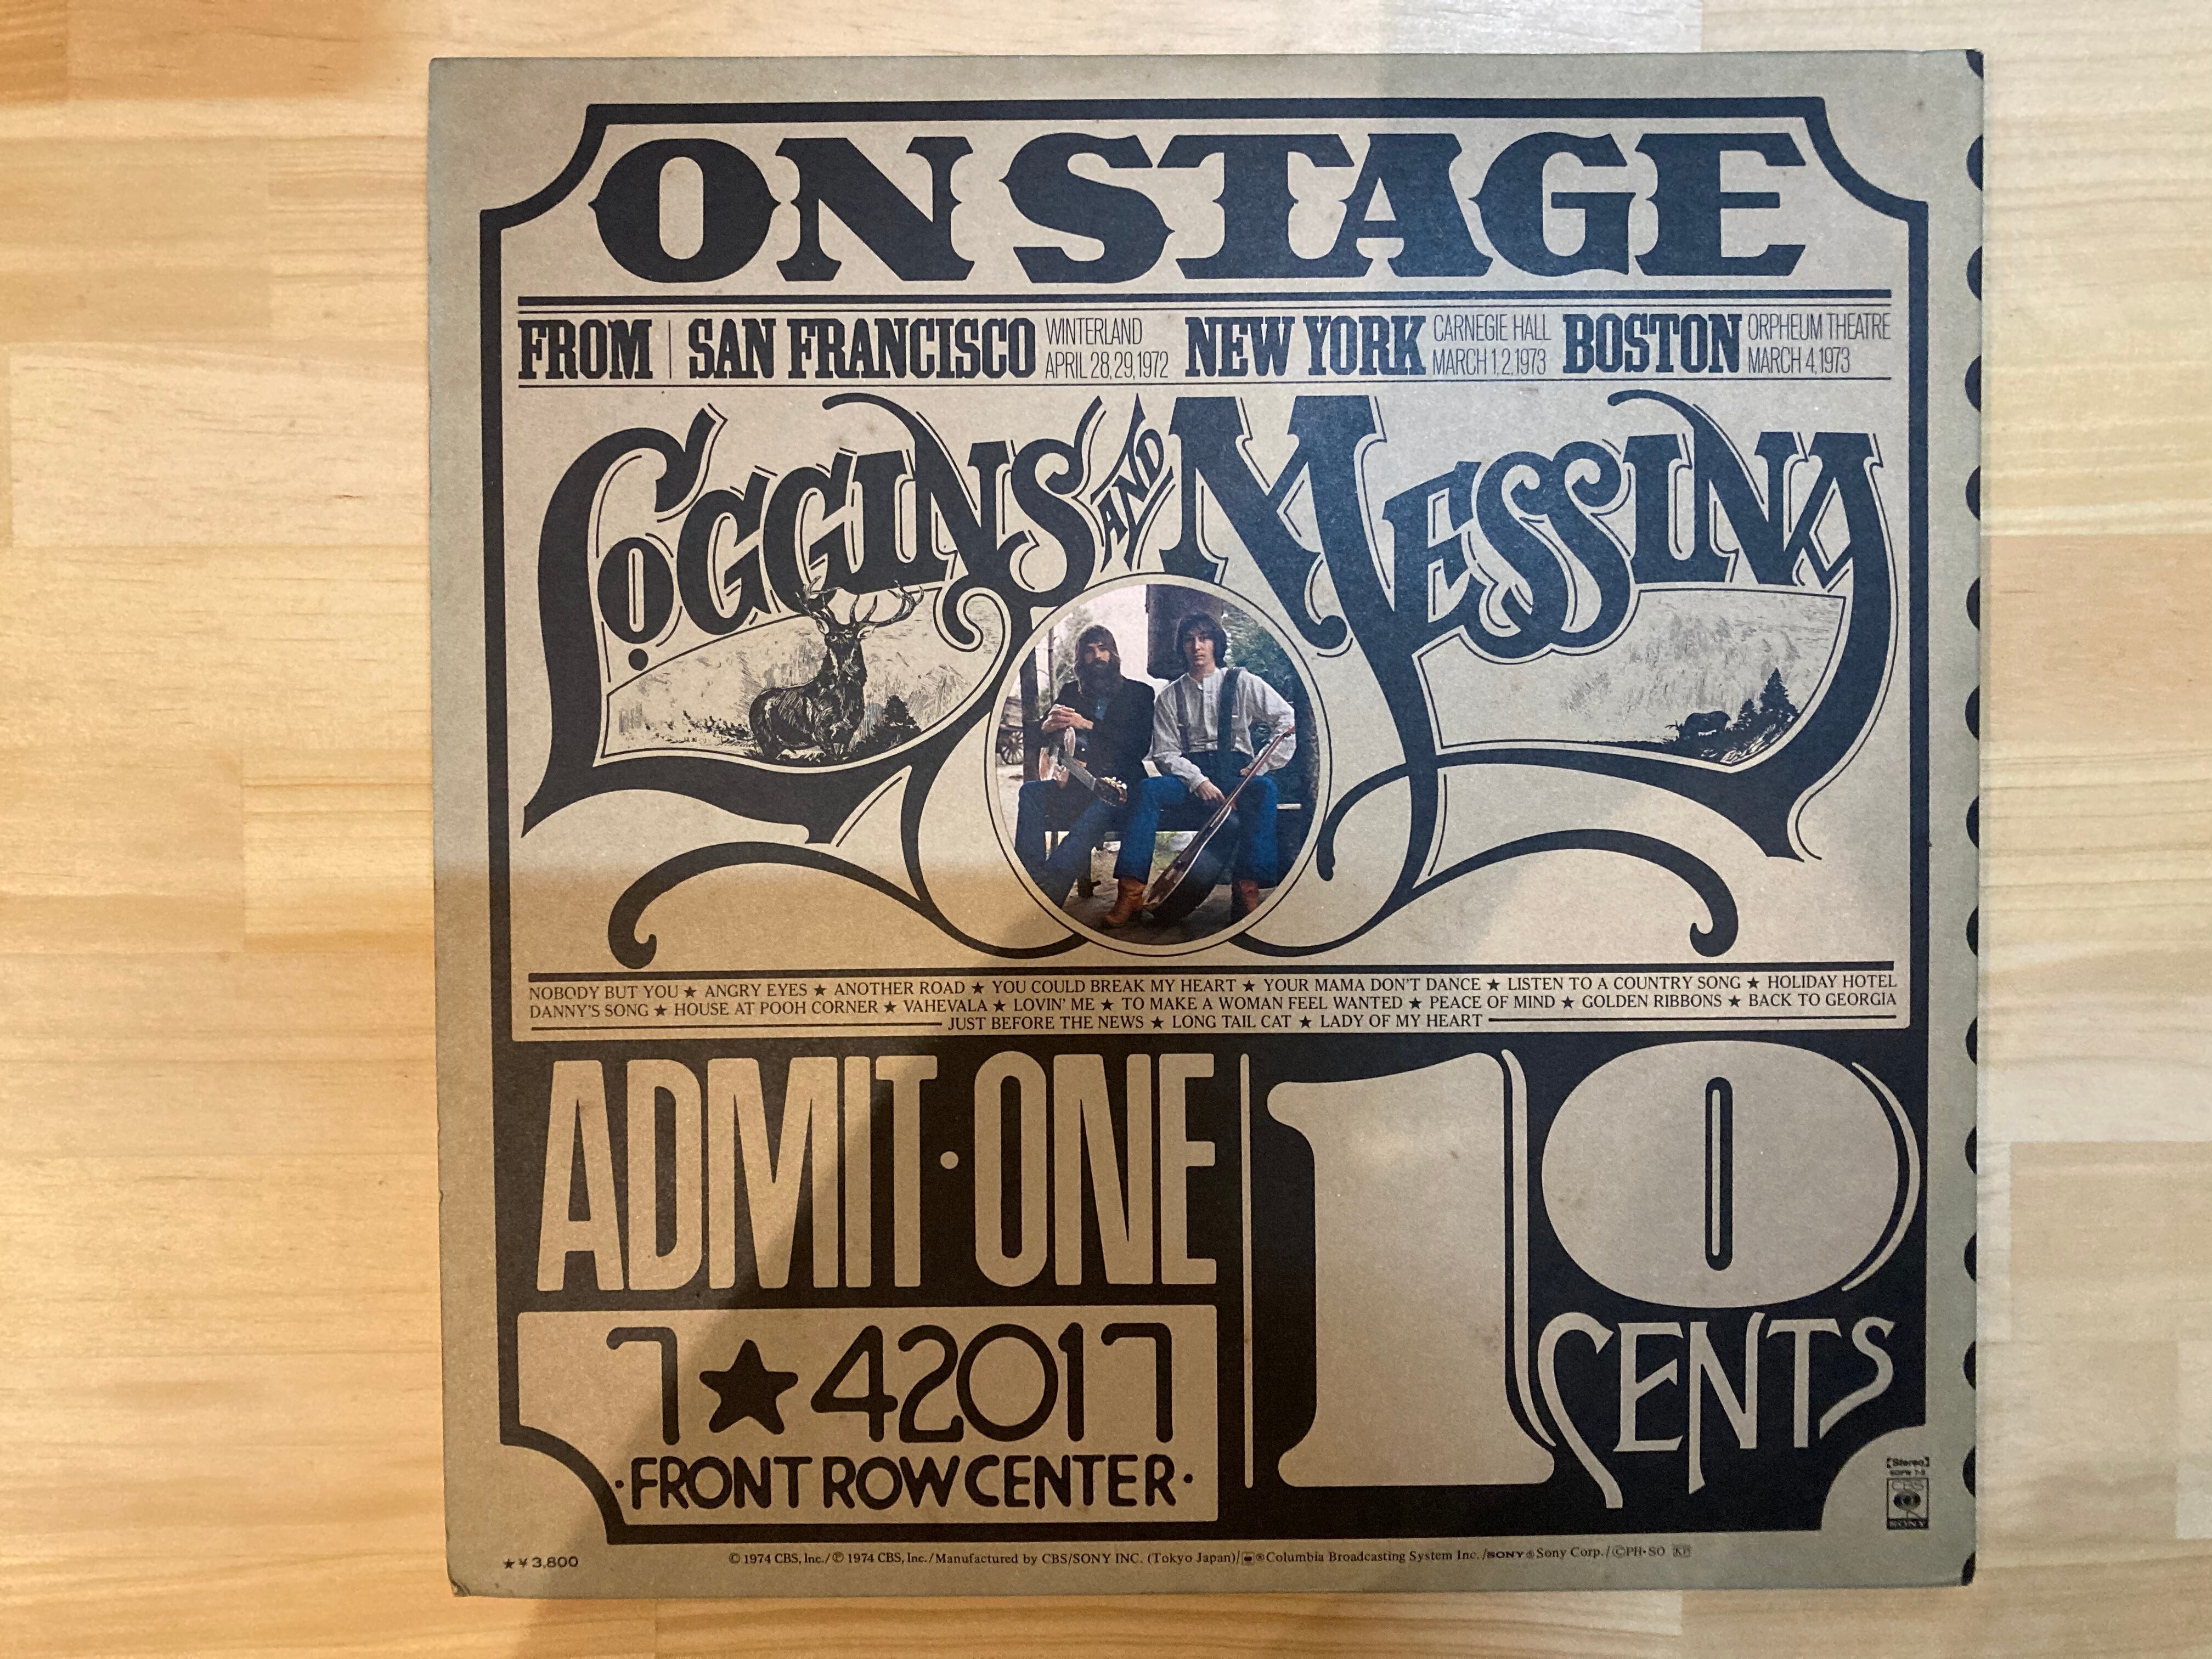 ON STAGE
FROM | SAN FRANCISCO WINTERLAND APRIL 28, 29, 1972 NEW YORK CARNEGIE HALL MARCH 1, 2, 1973 BOSTON ORPHEUM THEATRE MARCH 4, 1973
LOGGINS AND MESSINA
NOBODY BUT YOU ★ ANGRY EYES ★ ANOTHER ROAD ★ YOU COULD BREAK MY HEART ★ YOUR MAMA DON'T DANCE ★ LISTEN TO A COUNTRY SONG ★ HOLIDAY HOTEL
DANNY'S SONG ★ HOUSE AT POOH CORNER ★ VAHEVALA ★ LOVIN' ME ★ TO MAKE A WOMAN FEEL WANTED ★ PEACE OF MIND ★ GOLDEN RIBBONS ★ BACK TO GEORGIA
JUST BEFORE THE NEWS ★ LONG TAIL CAT ★ LADY OF MY HEART
ADMIT·ONE
10
CENTS
7★42017
·FRONT ROW CENTER·
[Stereo]
SOPW 7-8
CBS
SONY
★¥3,800
© 1974 CBS, Inc./℗ 1974 CBS, Inc./Manufactured by CBS/SONY INC. (Tokyo Japan)/®Columbia Broadcasting System Inc./SONY®Sony Corp./©PH·SO